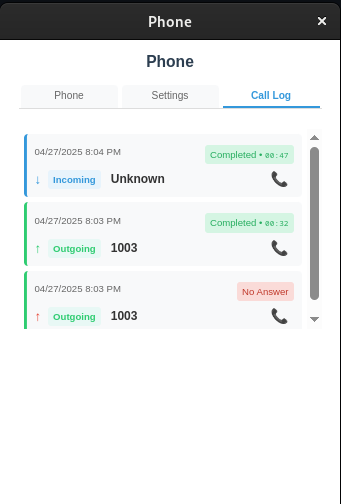 Phone ×
Phone
Phone Settings Call Log
04/27/2025 8:04 PM Completed • 00:47
↓ Incoming Unknown
04/27/2025 8:03 PM Completed • 00:32
↑ Outgoing 1003
04/27/2025 8:03 PM No Answer
↑ Outgoing 1003